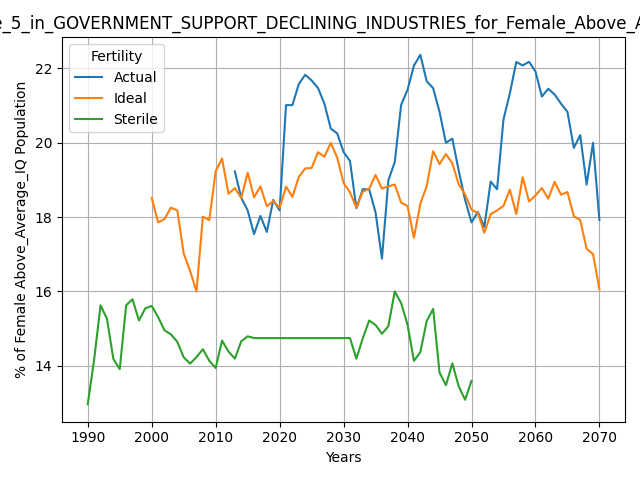 _5_in_GOVERNMENT_SUPPORT_DECLINING_INDUSTRIES_for_Female_Above_A
Fertility
Actual
Ideal
Sterile
% of Female Above_Average_IQ Population
22
20
18
16
14
1990
2000
2010
2020
2030
2040
2050
2060
2070
Years